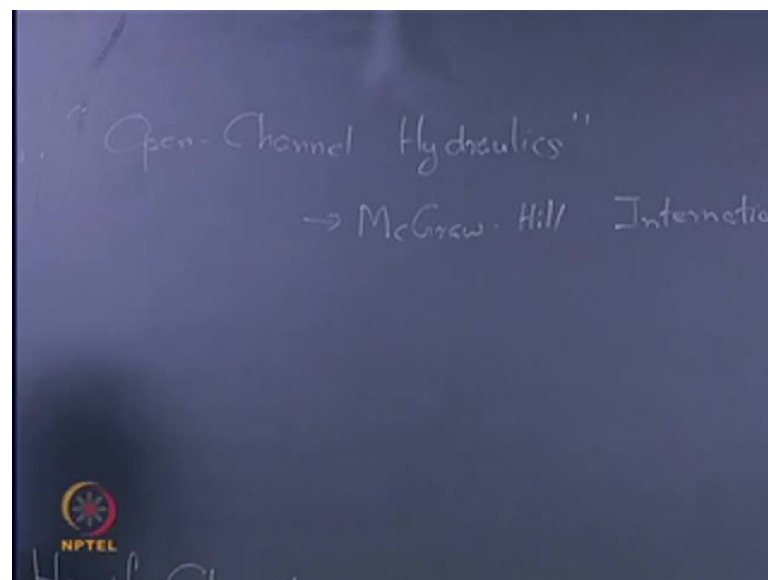 "Open-Channel Hydraulics"
→ McGraw-Hill Internatio
NPTEL